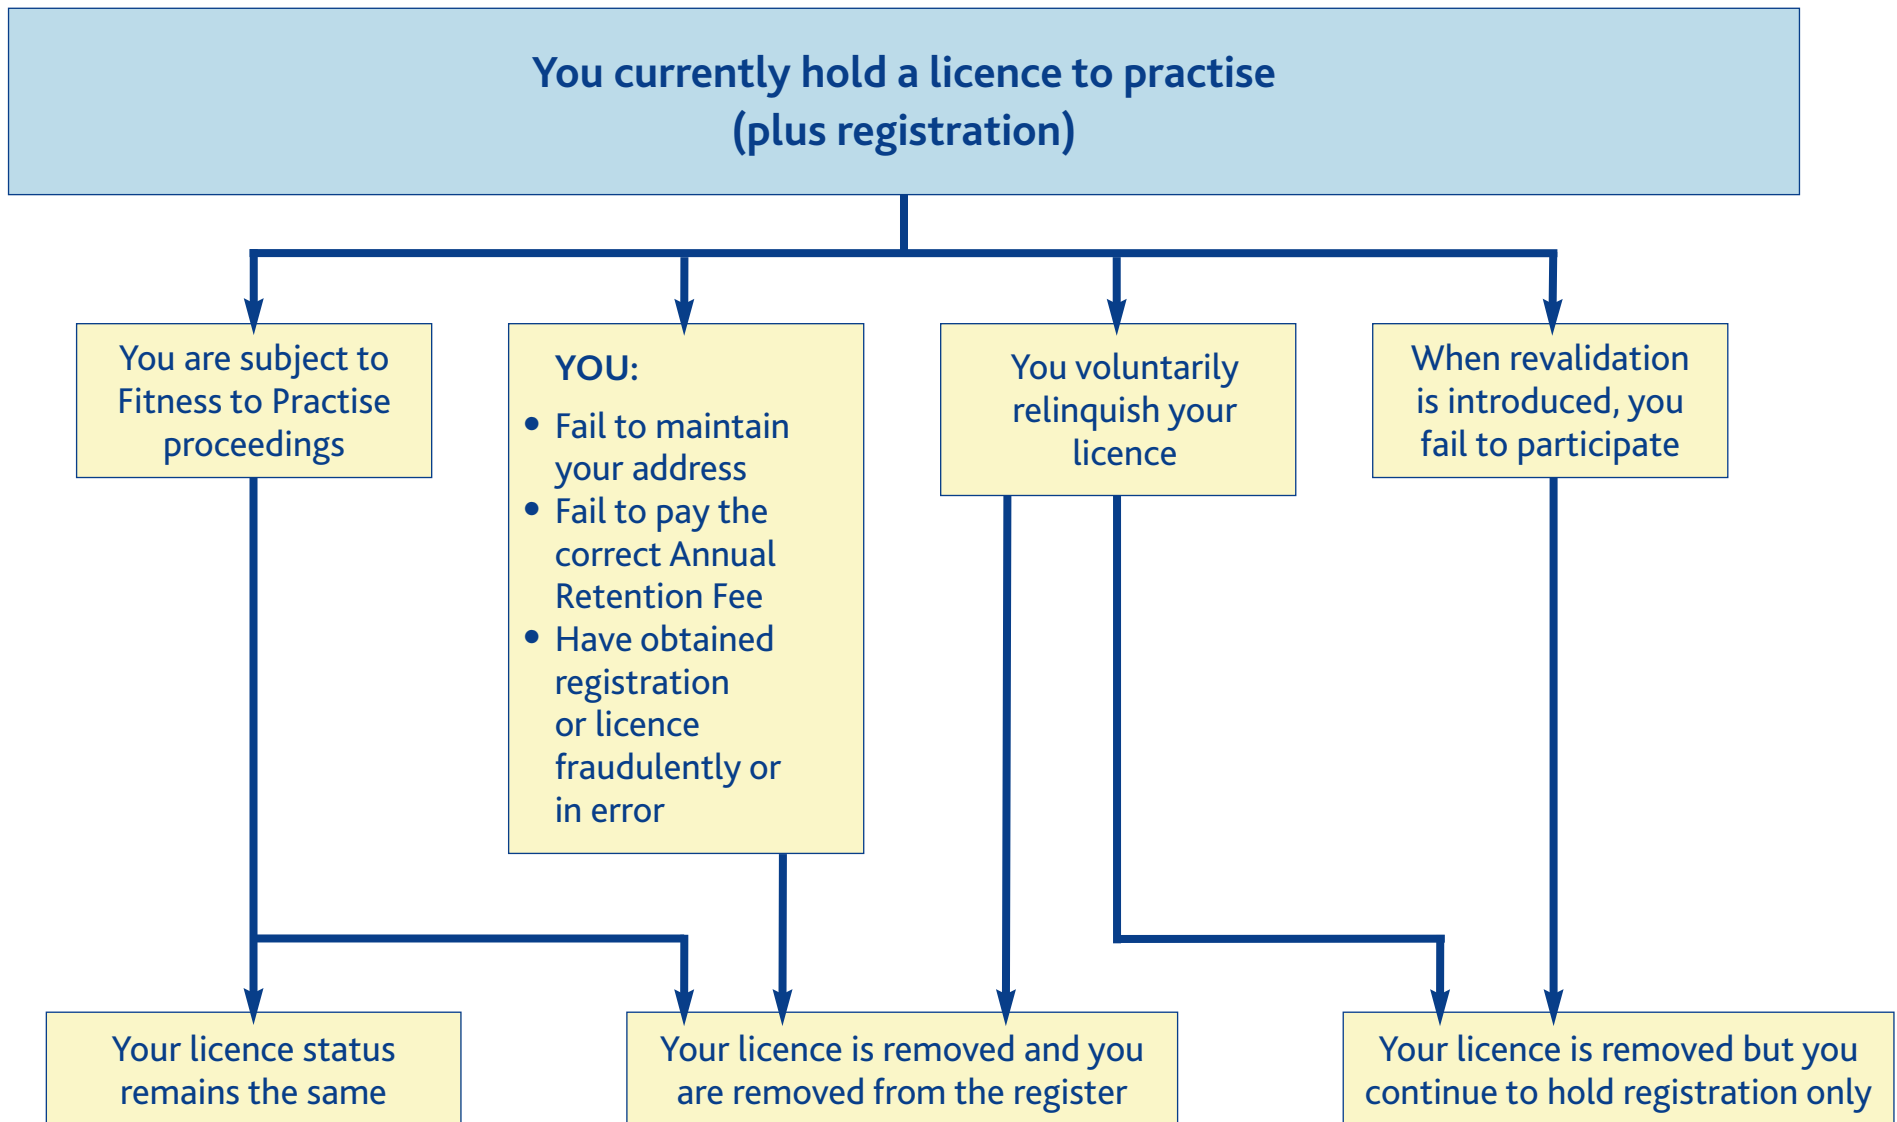 You currently hold a licence to practise
(plus registration)
You are subject to
Fitness to Practise
proceedings
YOU:
• Fail to maintain
your address
• Fail to pay the
correct Annual
Retention Fee
• Have obtained
registration
or licence
fraudulently or
in error
You voluntarily
relinquish your
licence
When revalidation
is introduced, you
fail to participate
Your licence status
remains the same
Your licence is removed and you
are removed from the register
Your licence is removed but you
continue to hold registration only